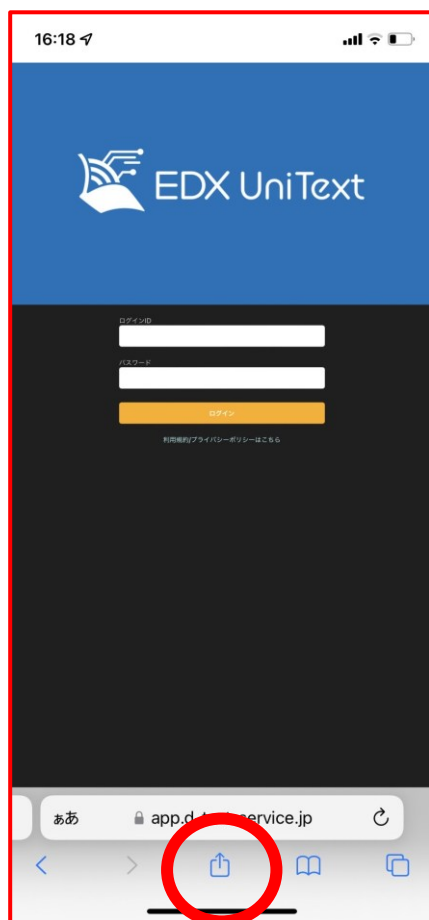 16:18
EDX UniText
ログインID
パスワード
ログイン
利用規約/プライバシーポリシーはこちら
ぁあ
app.d-text-service.jp